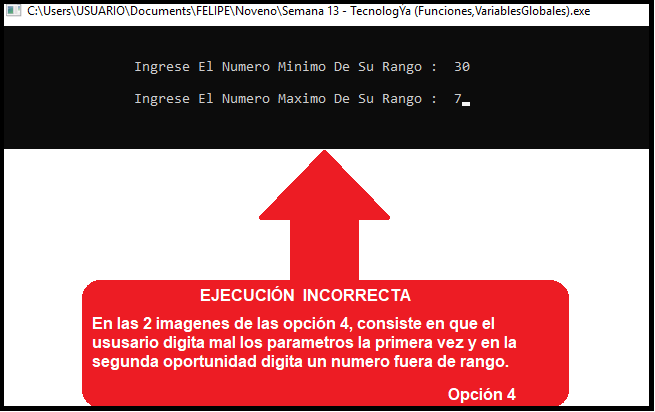 C:\Users\USUARIO\Documents\FELIPE\Noveno\Semana 13 - TecnologÝa (Funciones,VariablesGlobales).exe
Ingrese El Numero Minimo De Su Rango :  30
Ingrese El Numero Maximo De Su Rango :  7
EJECUCIÓN  INCORRECTA
En las 2 imagenes de las opción 4, consiste en que el
ususario digita mal los parametros la primera vez y en la
segunda oportunidad digita un numero fuera de rango.
Opción 4